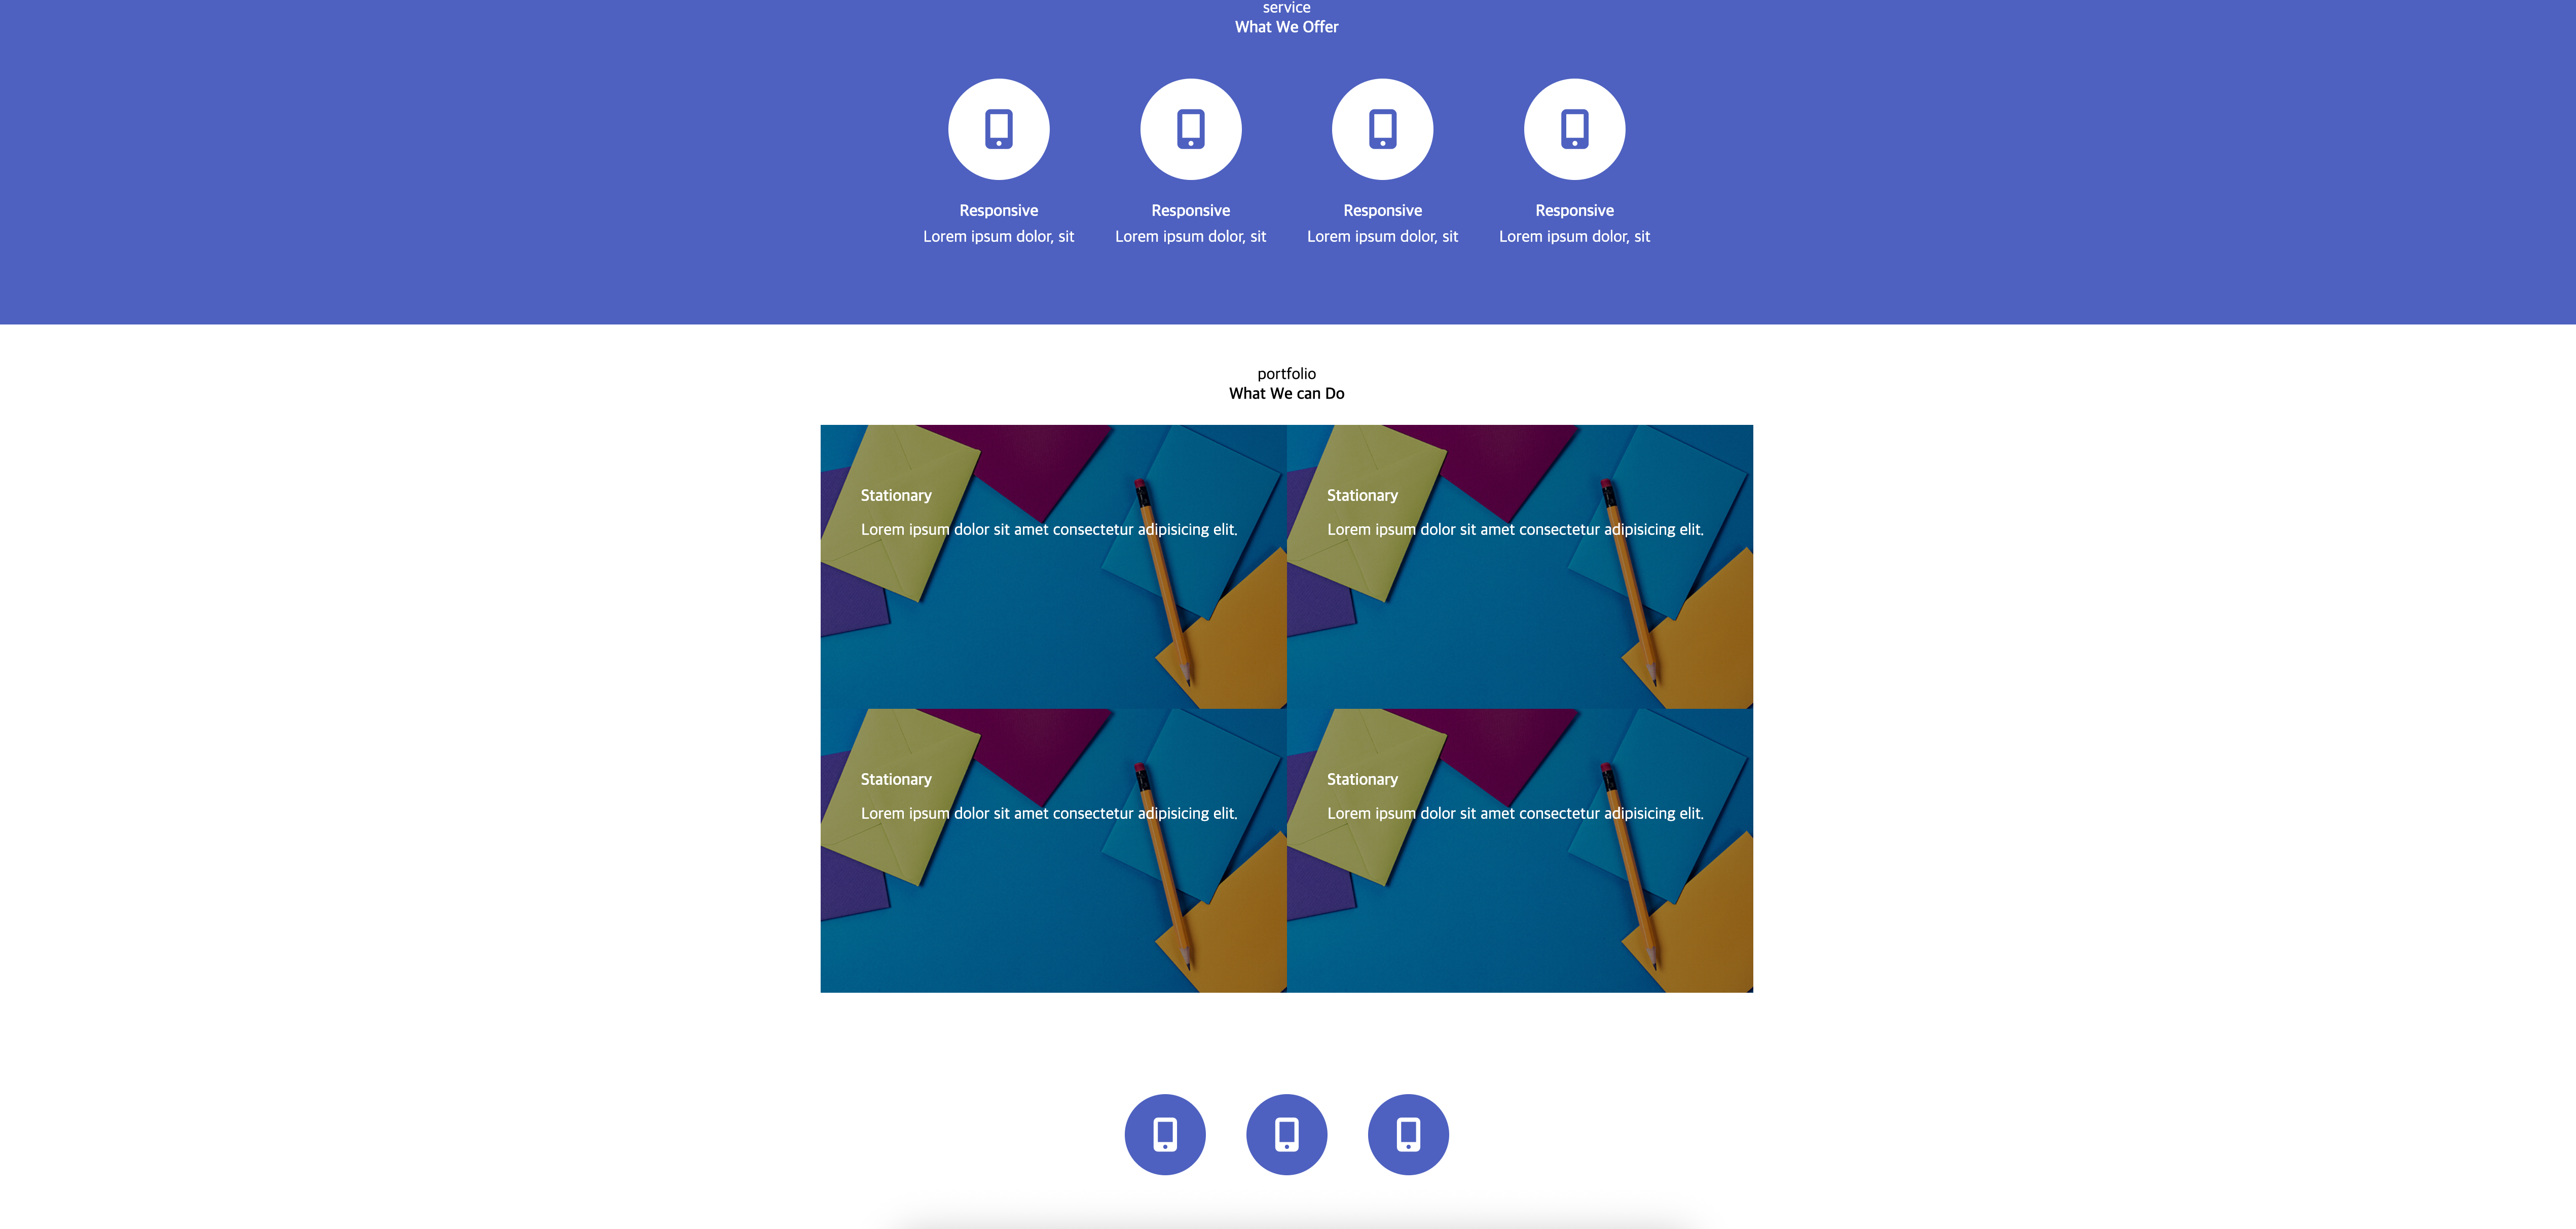 service
What We Offer
Responsive
Lorem ipsum dolor, sit
Responsive
Lorem ipsum dolor, sit
Responsive
Lorem ipsum dolor, sit
Responsive
Lorem ipsum dolor, sit
portfolio
What We can Do
Stationary
Lorem ipsum dolor sit amet consectetur adipisicing elit.
Stationary
Lorem ipsum dolor sit amet consectetur adipisicing elit.
Stationary
Lorem ipsum dolor sit amet consectetur adipisicing elit.
Stationary
Lorem ipsum dolor sit amet consectetur adipisicing elit.